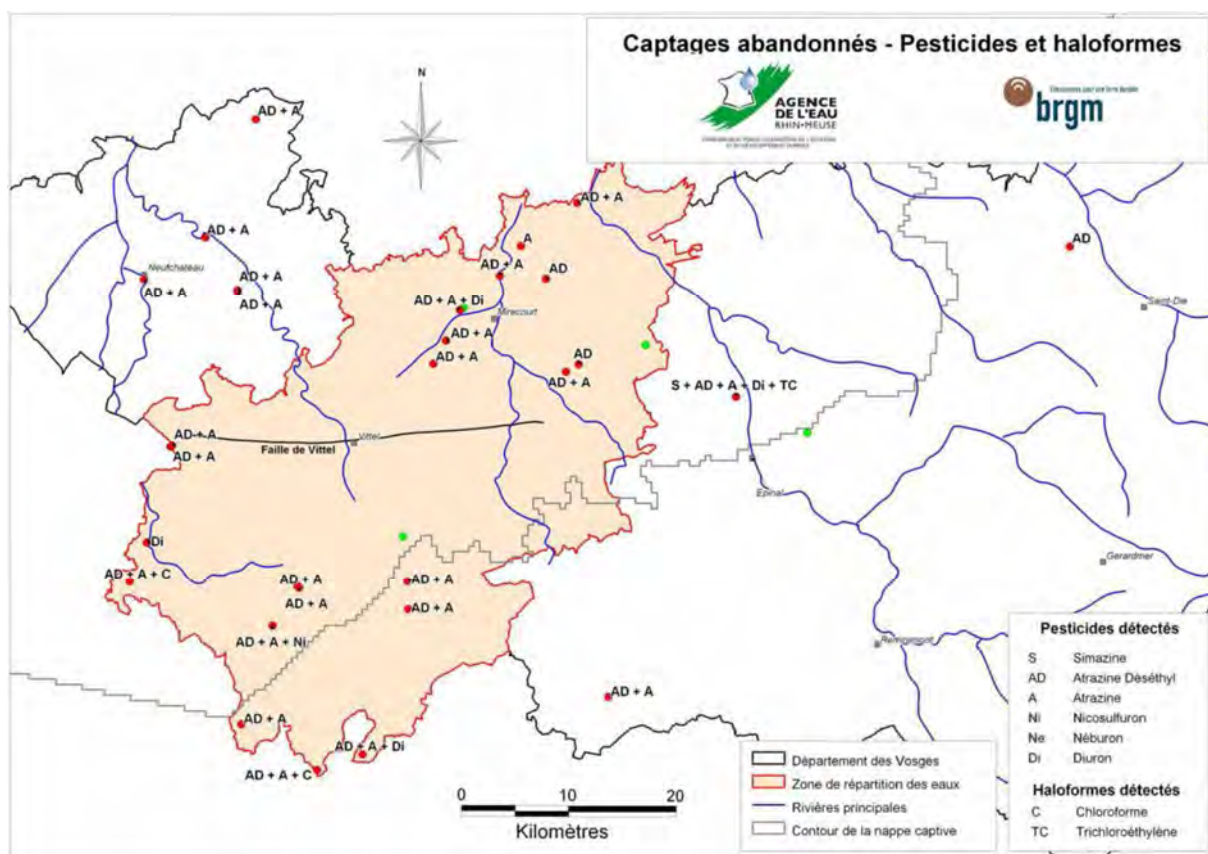 Captages abandonnés - Pesticides et haloformes
AGENCE
DE L'EAU
RHIN-MEUSE
brgm
N
AD + A
AD + A
AD + A
Neufchateau
AD + A
AD + A
AD + A
A
AD + A
AD
AD
Saint-Die
AD + A + Di
Mirecourt
AD + A
AD + A
AD
AD + A
S + AD + A + Di + TC
AD + A
AD + A
Faille de Vittel
Vittel
Epinal
Di
AD + A + C
AD + A
AD + A
AD + A
AD + A
AD + A + Ni
Gerardmer
Remiremont
AD + A
AD + A
AD + A + Di
AD + A + C
0 10 20
Kilomètres
Département des Vosges
Zone de répartition des eaux
Rivières principales
Contour de la nappe captive
Pesticides détectés
S Simazine
AD Atrazine Déséthyl
A Atrazine
Ni Nicosulfuron
Ne Néburon
Di Diuron
Haloformes détectés
C Chloroforme
TC Trichloroéthylène